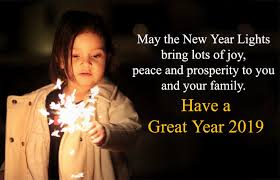 May the New Year Lights
bring lots of joy,
peace and prosperity to you
and your family.
Have a
Great Year 2019